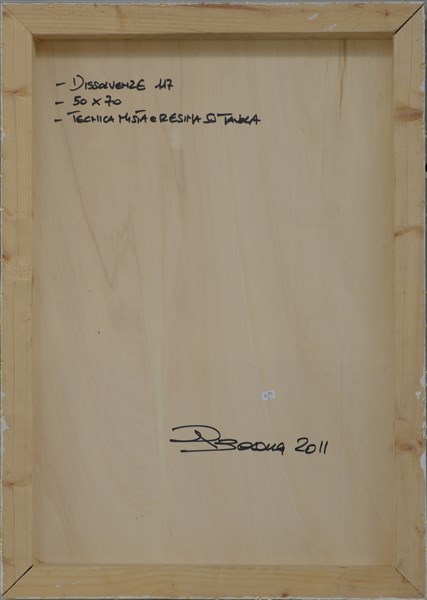 - DISSOLVENZE 117
- 50 x 70
- TECNICA MISTA e RESINA SU TAVOLA
2011